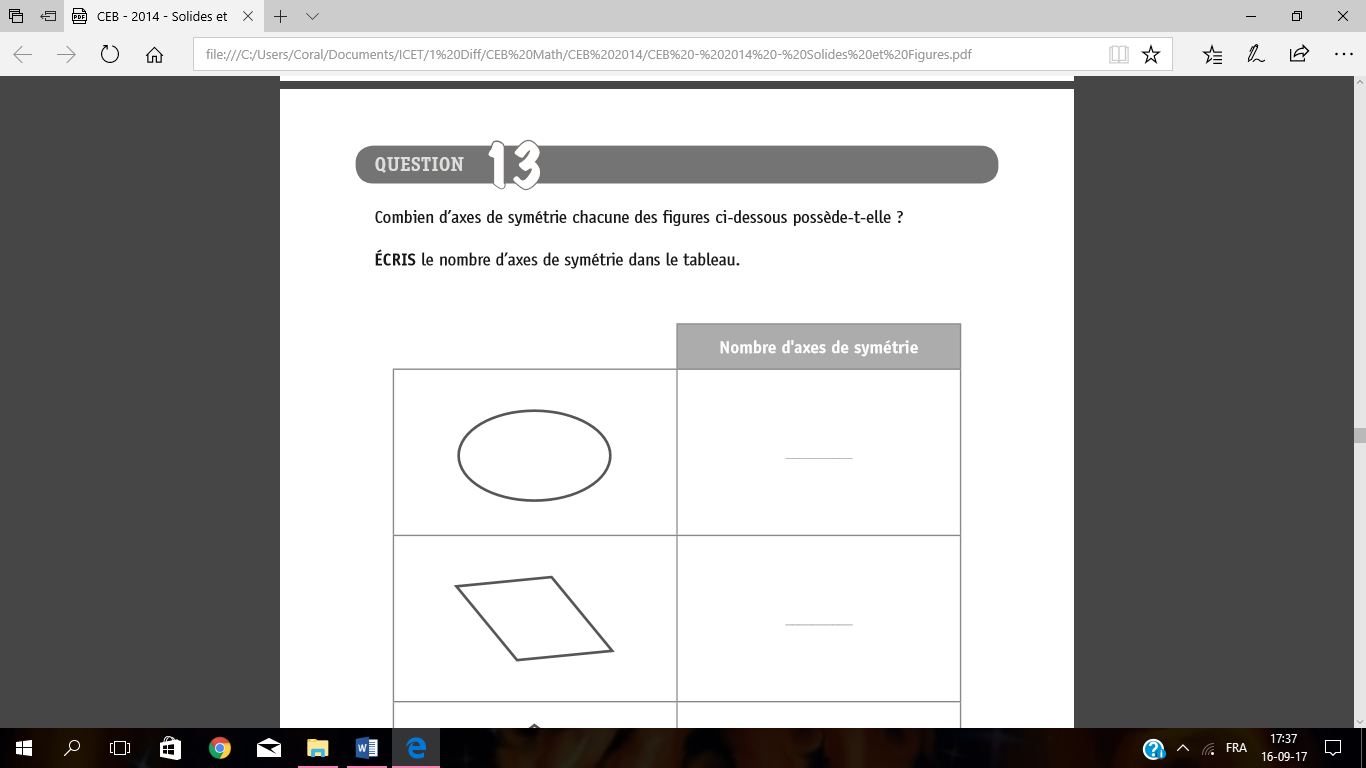 CEB - 2014 - Solides et
file:///C:/Users/Coral/Documents/ICET/1%20Diff/CEB%20Math/CEB%202014/CEB%20-%202014%20-%20Solides%20et%20Figures.pdf
QUESTION 13
Combien d'axes de symétrie chacune des figures ci-dessous possède-t-elle ?
ÉCRIS le nombre d'axes de symétrie dans le tableau.
Nombre d'axes de symétrie
17:37
FRA
16-09-17